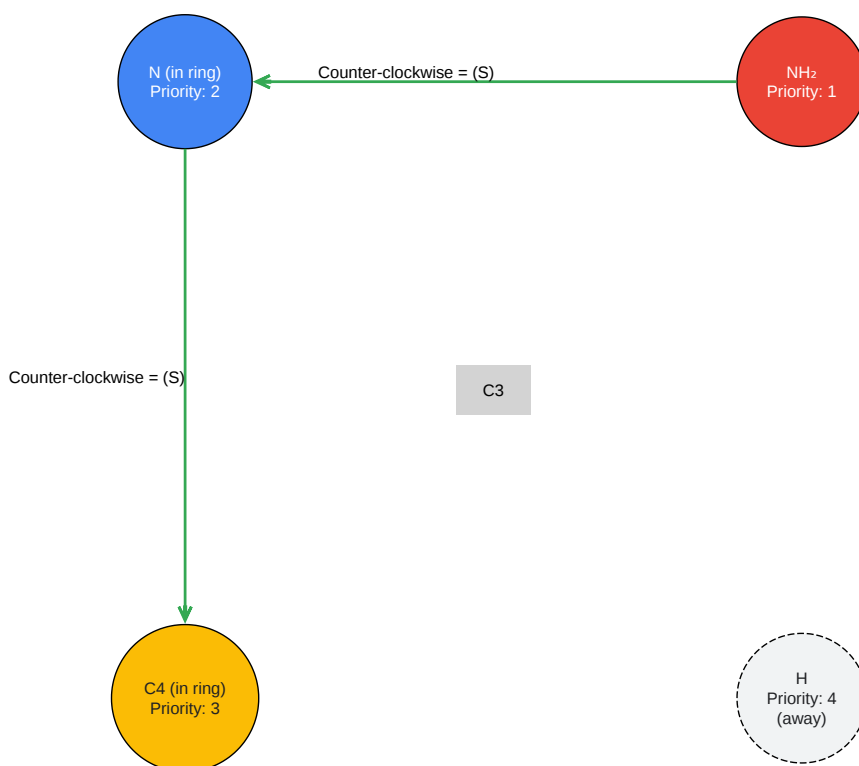 N (in ring)
Priority: 2
Counter-clockwise = (S)
NH₂
Priority: 1
Counter-clockwise = (S)
C3
C4 (in ring)
Priority: 3
H
Priority: 4
(away)